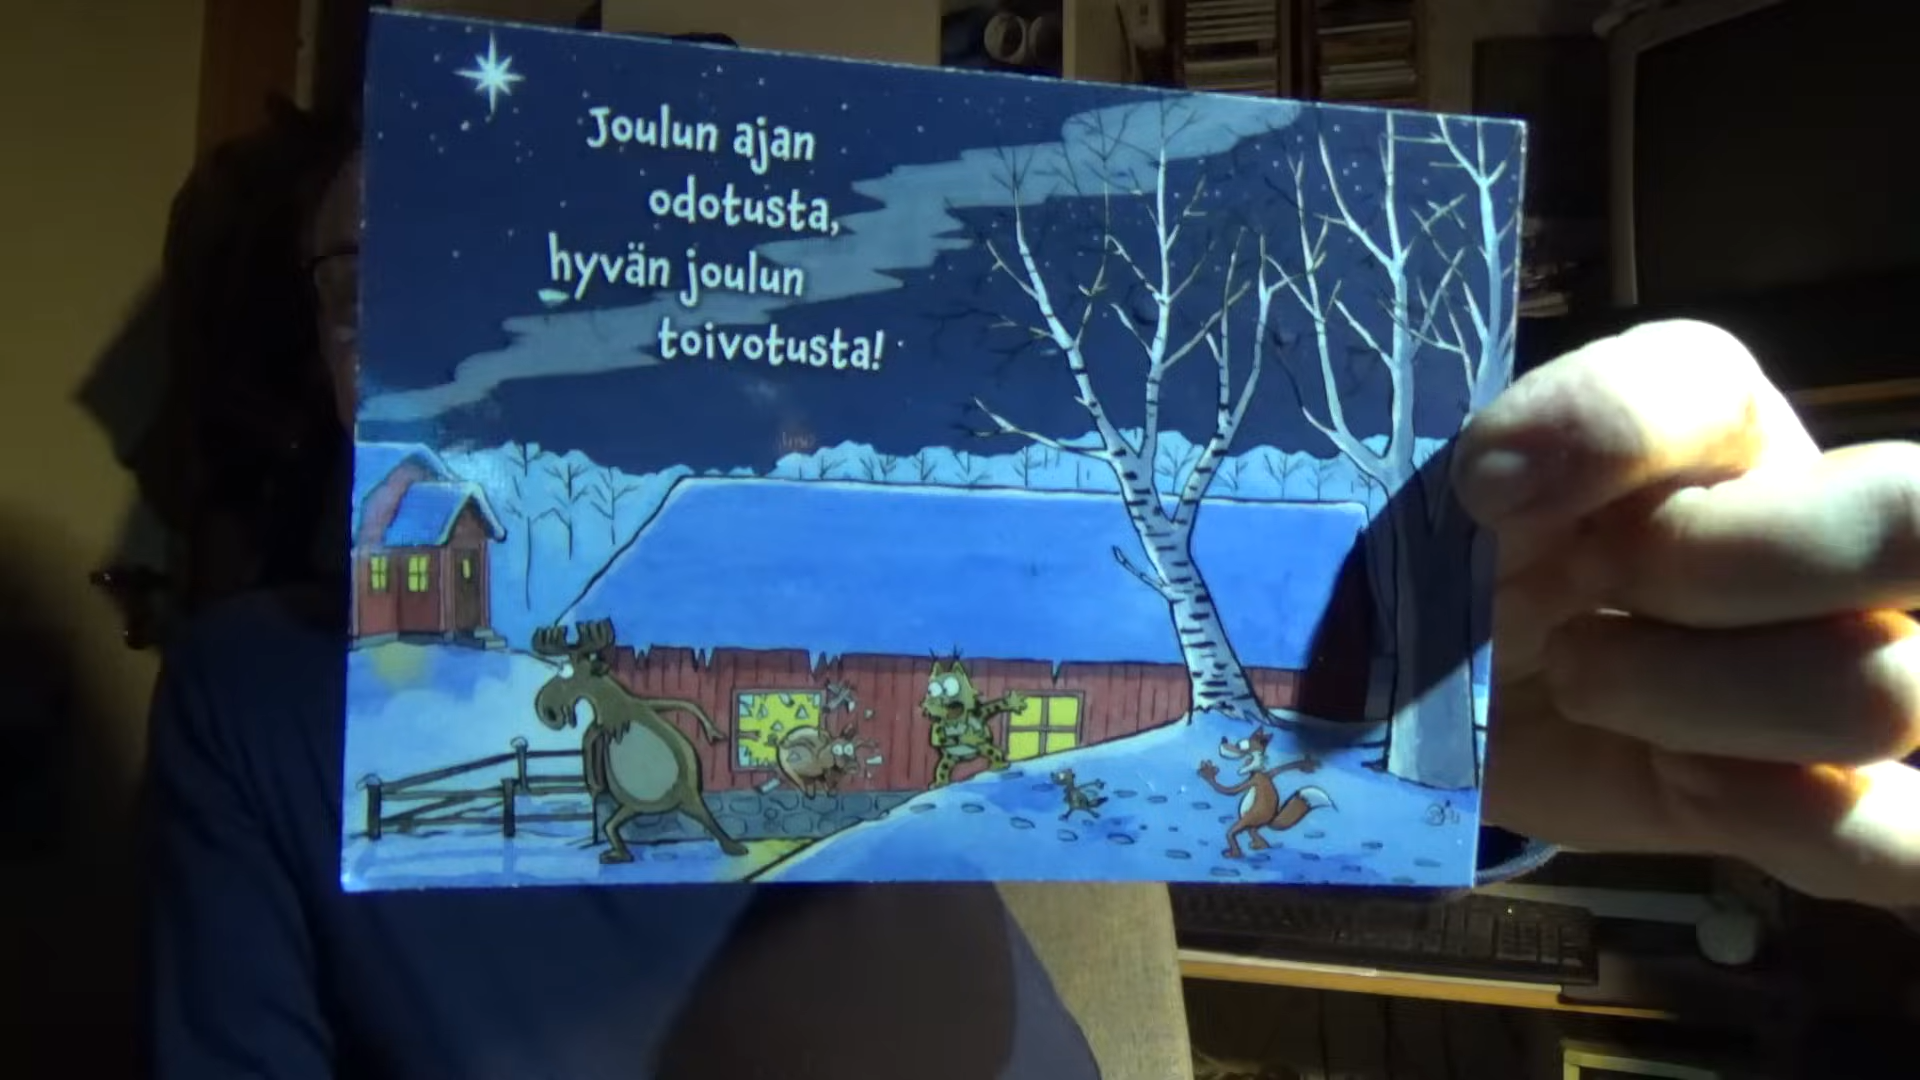 Joulun ajan
odotusta,
hyvän joulun
toivotusta!